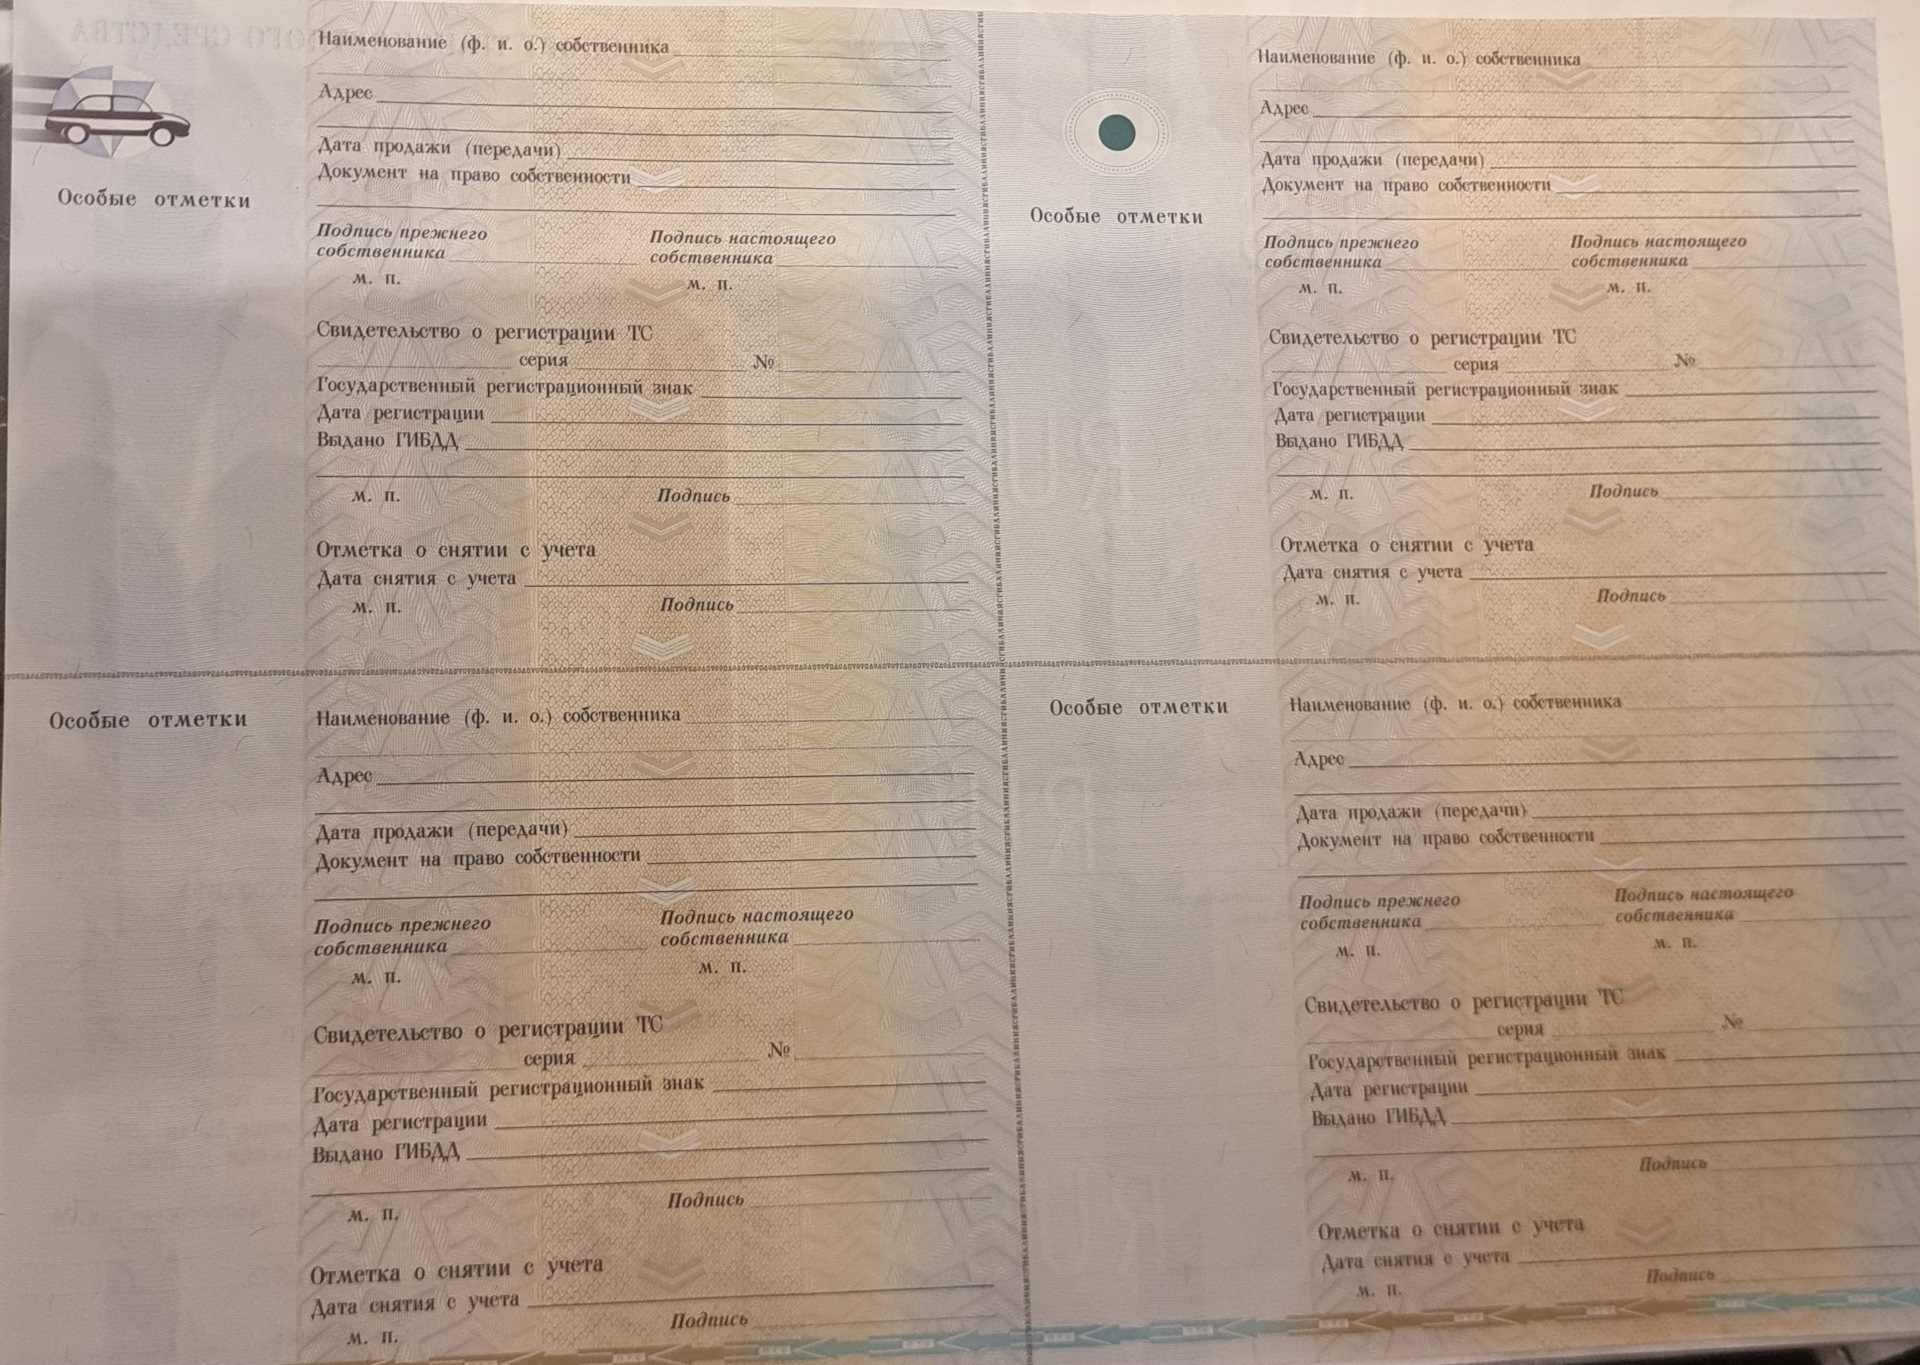 Наименование (ф. и. о.) собственника
Адрес
Дата продажи (передачи)
Документ на право собственности
Особые отметки
Подпись прежнего собственника
Подпись настоящего собственника
м. п.
м. п.
Свидетельство о регистрации ТС
серия №
Государственный регистрационный знак
Дата регистрации
Выдано ГИБДД
м. п. Подпись
Отметка о снятии с учета
Дата снятия с учета
м. п. Подпись
Наименование (ф. и. о.) собственника
Адрес
Дата продажи (передачи)
Документ на право собственности
Особые отметки
Подпись прежнего собственника
Подпись настоящего собственника
м. п.
м. п.
Свидетельство о регистрации ТС
серия №
Государственный регистрационный знак
Дата регистрации
Выдано ГИБДД
м. п. Подпись
Отметка о снятии с учета
Дата снятия с учета
м. п. Подпись
Особые отметки
Наименование (ф. и. о.) собственника
Адрес
Дата продажи (передачи)
Документ на право собственности
Подпись прежнего собственника
Подпись настоящего собственника
м. п.
м. п.
Свидетельство о регистрации ТС
серия №
Государственный регистрационный знак
Дата регистрации
Выдано ГИБДД
м. п. Подпись
Отметка о снятии с учета
Дата снятия с учета
м. п. Подпись
Особые отметки
Наименование (ф. и. о.) собственника
Адрес
Дата продажи (передачи)
Документ на право собственности
Подпись прежнего собственника
Подпись настоящего собственника
м. п.
м. п.
Свидетельство о регистрации ТС
серия №
Государственный регистрационный знак
Дата регистрации
Выдано ГИБДД
м. п. Подпись
Отметка о снятии с учета
Дата снятия с учета
м. п. Подпись